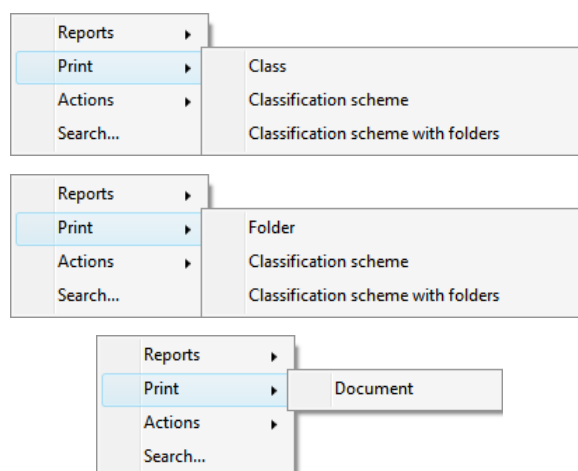 Reports
Print
Class
Actions
Classification scheme
Search...
Classification scheme with folders
Reports
Print
Folder
Actions
Classification scheme
Search...
Classification scheme with folders
Reports
Print
Document
Actions
Search...